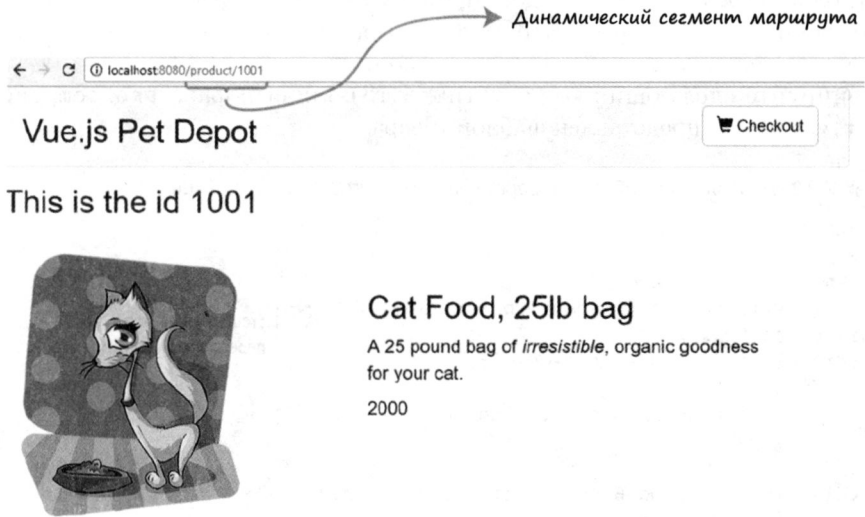 Динамический сегмент маршрута
localhost:8080/product/1001
Vue.js Pet Depot
Checkout
This is the id 1001
Cat Food, 25lb bag
A 25 pound bag of irresistible, organic goodness
for your cat.
2000